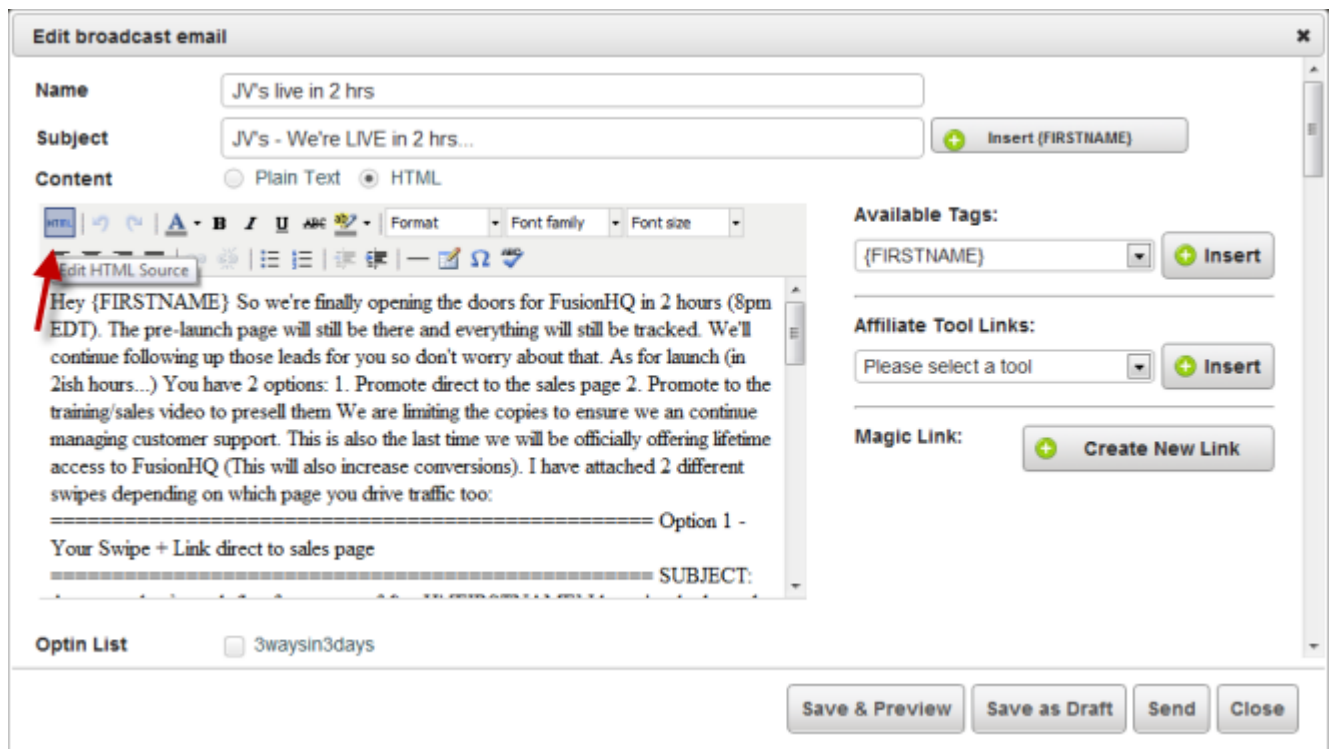 Edit broadcast email
Name
JV's live in 2 hrs
Subject
JV's - We're LIVE in 2 hrs...
Insert {FIRSTNAME}
Content
Plain Text
HTML
HTML
A
B I U ABC
Format
Font family
Font size
Ω
Edit HTML Source
Hey {FIRSTNAME} So we're finally opening the doors for FusionHQ in 2 hours (8pm
EDT). The pre-launch page will still be there and everything will still be tracked. We'll
continue following up those leads for you so don't worry about that. As for launch (in
2ish hours...) You have 2 options: 1. Promote direct to the sales page 2. Promote to the
training/sales video to presell them We are limiting the copies to ensure we an continue
managing customer support. This is also the last time we will be officially offering lifetime
access to FusionHQ (This will also increase conversions). I have attached 2 different
swipes depending on which page you drive traffic too:
================================================== Option 1 -
Your Swipe + Link direct to sales page
================================================== SUBJECT:
Available Tags:
{FIRSTNAME}
Insert
Affiliate Tool Links:
Please select a tool
Insert
Magic Link:
Create New Link
Optin List
3waysin3days
Save & Preview
Save as Draft
Send
Close